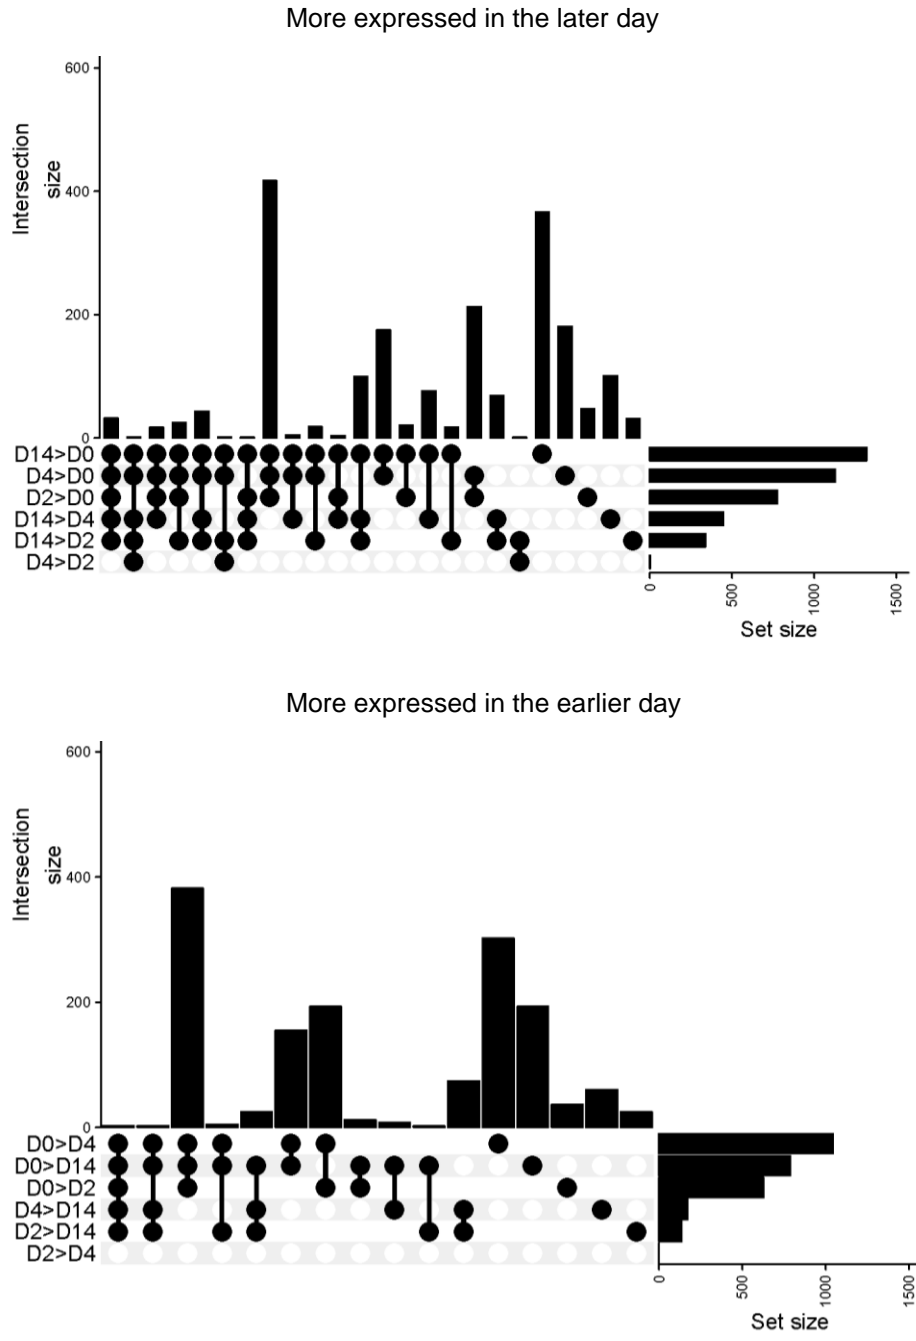 More expressed in the later day
Intersection
size
600
400
200
0
D14>D0
D4>D0
D2>D0
D14>D4
D14>D2
D4>D2
0
500
1000
1500
Set size
More expressed in the earlier day
Intersection
size
600
400
200
0
D0>D4
D0>D14
D0>D2
D4>D14
D2>D14
D2>D4
0
500
1000
1500
Set size